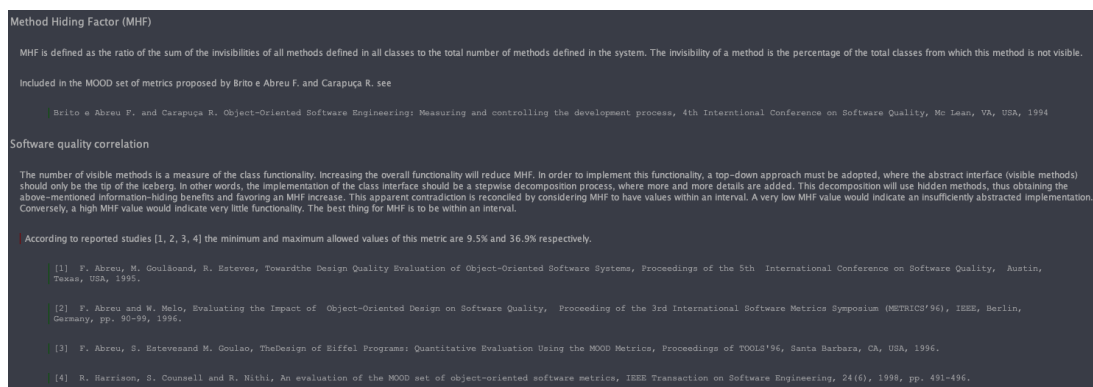 Method Hiding Factor (MHF)
MHF is defined as the ratio of the sum of the invisibilities of all methods defined in all classes to the total number of methods defined in the system. The invisibility of a method is the percentage of the total classes from which this method is not visible.
Included in the MOOD set of metrics proposed by Brito e Abreu F. and Carapuça R. see
Brito e Abreu F. and Carapuça R. Object-Oriented Software Engineering: Measuring and controlling the development process, 4th Interntional Conference on Software Quality, Mc Lean, VA, USA, 1994
Software quality correlation
The number of visible methods is a measure of the class functionality. Increasing the overall functionality will reduce MHF. In order to implement this functionality, a top-down approach must be adopted, where the abstract interface (visible methods)
should only be the tip of the iceberg. In other words, the implementation of the class interface should be a stepwise decomposition process, where more and more details are added. This decomposition will use hidden methods, thus obtaining the
above-mentioned information-hiding benefits and favoring an MHF increase. This apparent contradiction is reconciled by considering MHF to have values within an interval. A very low MHF value would indicate an insufficiently abstracted implementation.
Conversely, a high MHF value would indicate very little functionality. The best thing for MHF is to be within an interval.
According to reported studies [1, 2, 3, 4] the minimum and maximum allowed values of this metric are 9.5% and 36.9% respectively.
[1] F. Abreu, M. Goulãoand, R. Esteves, Towardthe Design Quality Evaluation of Object-Oriented Software Systems, Proceedings of the 5th International Conference on Software Quality, Austin,
Texas, USA, 1995.
[2] F. Abreu and W. Melo, Evaluating the Impact of Object-Oriented Design on Software Quality, Proceeding of the 3rd International Software Metrics Symposium (METRICS'96), IEEE, Berlin,
Germany, pp. 90-99, 1996.
[3] F. Abreu, S. Estevesand M. Goulao, TheDesign of Eiffel Programs: Quantitative Evaluation Using the MOOD Metrics, Proceedings of TOOLS'96, Santa Barbara, CA, USA, 1996.
[4] R. Harrison, S. Counsell and R. Nithi, An evaluation of the MOOD set of object-oriented software metrics, IEEE Transaction on Software Engineering, 24(6), 1998, pp. 491-496.